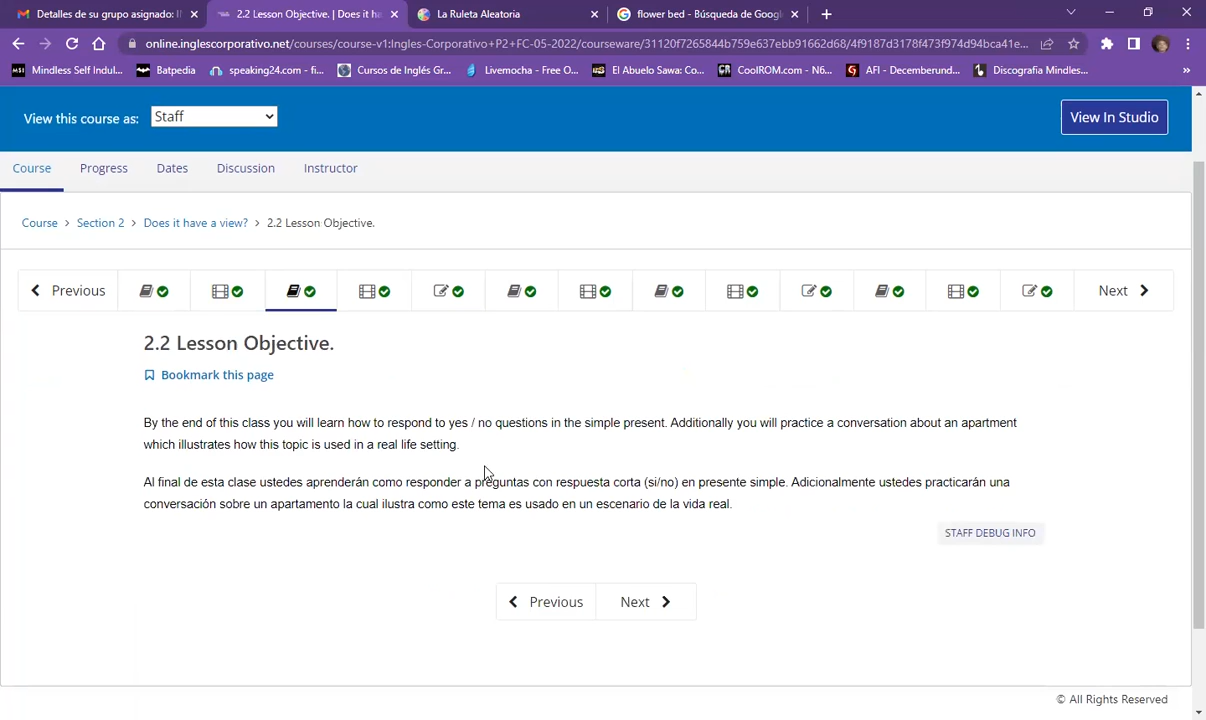 Detalles de su grupo asignado: I
2.2 Lesson Objective. | Does it ha
La Ruleta Aleatoria
flower bed - Búsqueda de Googl
online.inglescorporativo.net/courses/course-v1:Ingles-Corporativo+P2+FC-05-2022/courseware/31120f7265844b759e637ebb91662d68/4f9187d3178f473f974d94bca41e...
Mindless Self Indul...
Batpedia
speaking24.com - fi...
Cursos de Inglés Gr...
Livemocha - Free O...
El Abuelo Sawa: Co...
CoolROM.com - N6...
AFI - Decemberund...
Discografia Mindles...
View this course as: Staff
View In Studio
Course Progress Dates Discussion Instructor
Course > Section 2 > Does it have a view? > 2.2 Lesson Objective.
Previous
Next
2.2 Lesson Objective.
Bookmark this page
By the end of this class you will learn how to respond to yes / no questions in the simple present. Additionally you will practice a conversation about an apartment
which illustrates how this topic is used in a real life setting.
Al final de esta clase ustedes aprenderán como responder a preguntas con respuesta corta (si/no) en presente simple. Adicionalmente ustedes practicarán una
conversación sobre un apartamento la cual ilustra como este tema es usado en un escenario de la vida real.
STAFF DEBUG INFO
Previous Next
© All Rights Reserved